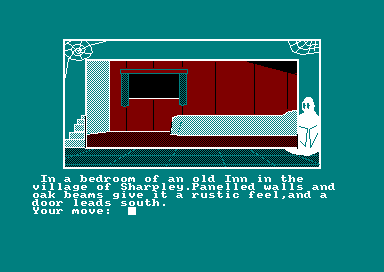 In a bedroom of an old Inn in the
village of Sharpley.Panelled walls and
oak beams give it a rustic feel,and a
door leads south.
Your move: